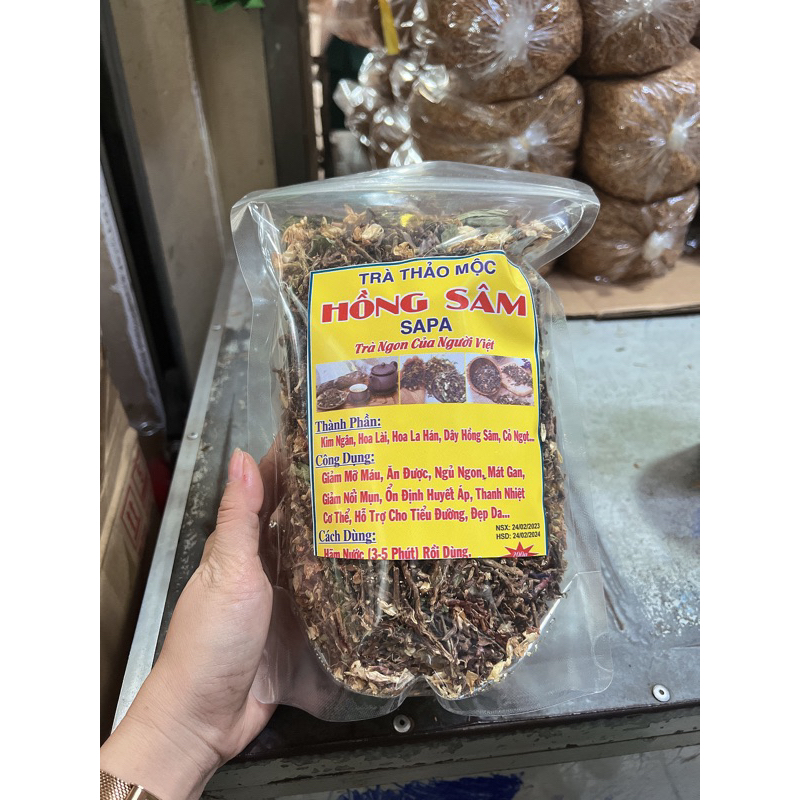 TRÀ THẢO MỘC
HỒNG SÂM
SAPA
Trà Ngon Của Người Việt
Thành Phần:
Kim Ngân, Hoa Lài, Hoa La Hán, Dây Hồng Sâm, Cỏ Ngọt...
Công Dụng:
Giảm Mỡ Máu, Ăn Được, Ngủ Ngon, Mát Gan,
Giảm Nổi Mụn, Ổn Định Huyết Áp, Thanh Nhiệt
Cơ Thể, Hỗ Trợ Cho Tiểu Đường, Đẹp Da...
NSX: 24/02/2023
HSD: 24/02/2024
Cách Dùng:
Hãm Nước (3-5 Phút) Rồi Dùng.